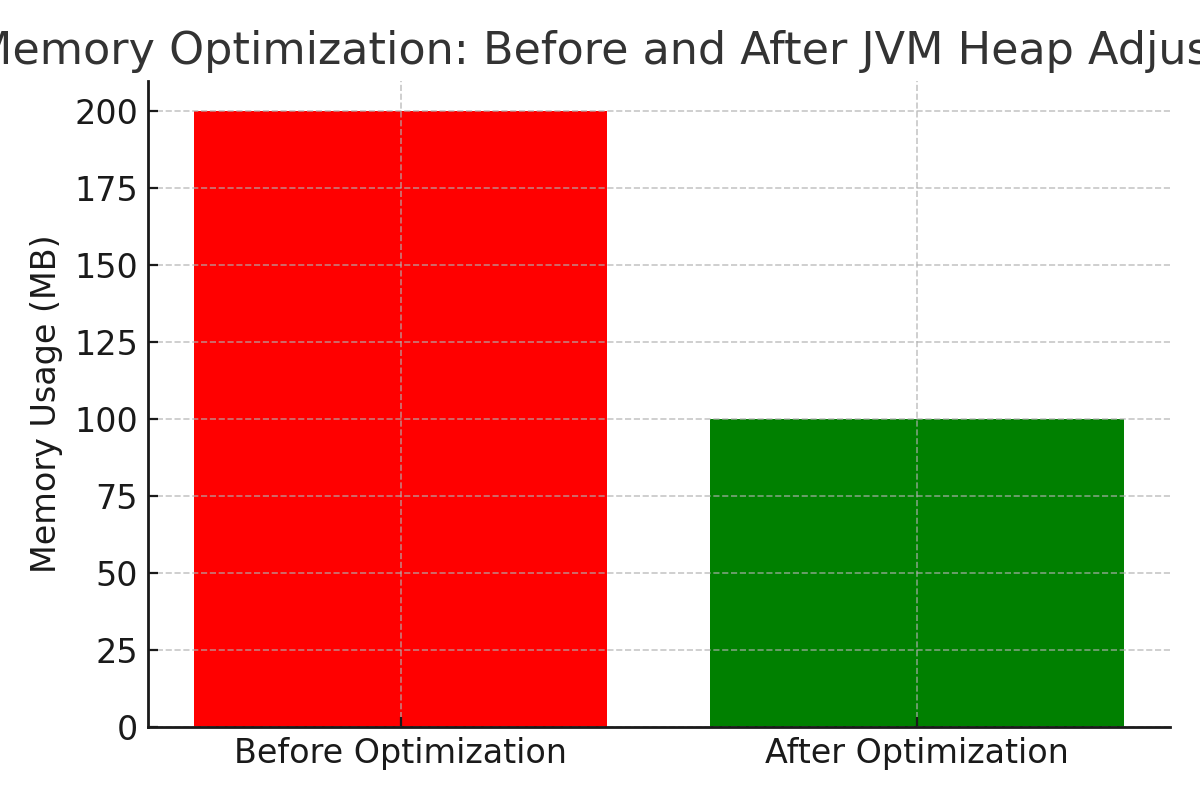 Memory Optimization: Before and After JVM Heap Adjus
Memory Usage (MB)
200
175
150
125
100
75
50
25
0
Before Optimization
After Optimization